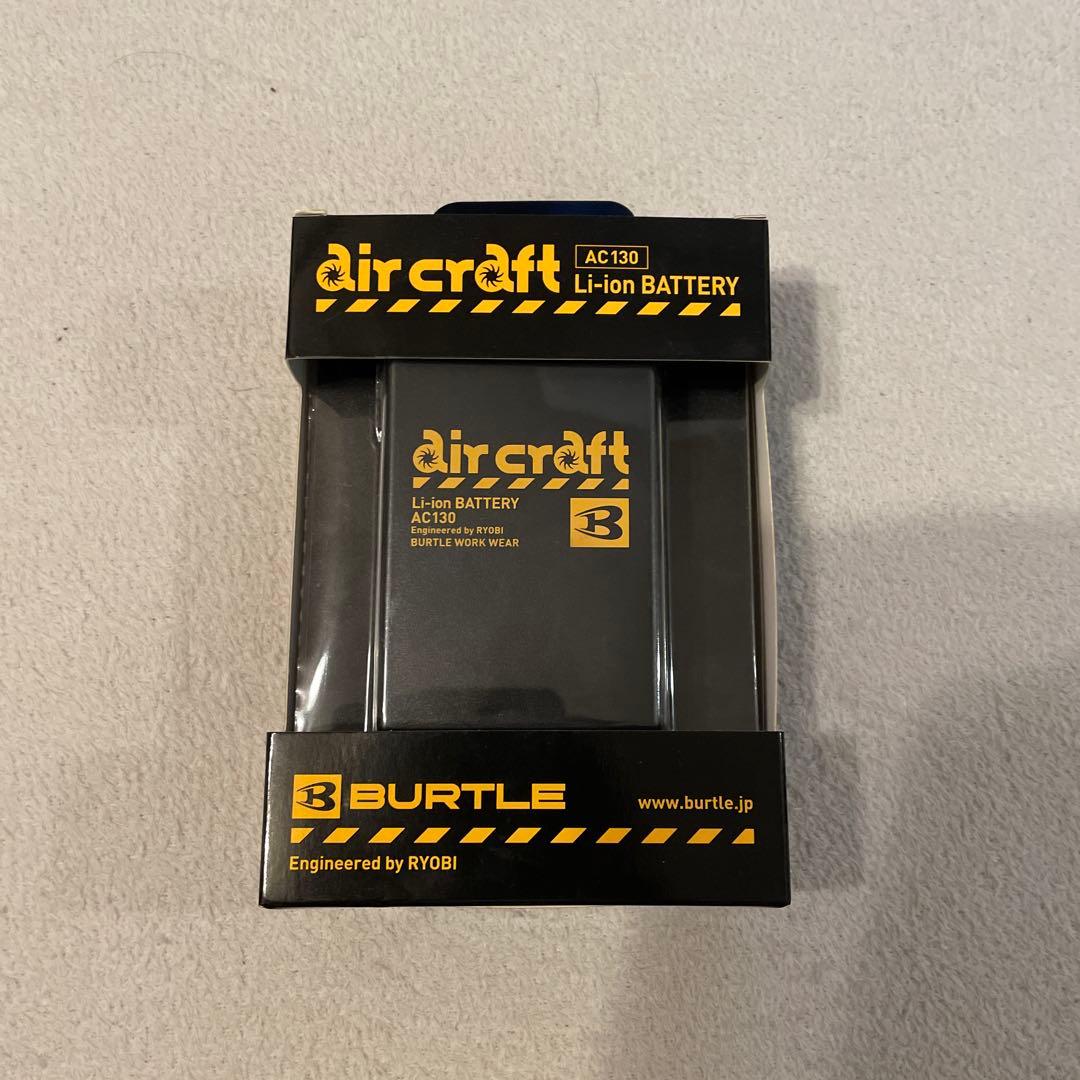 air craft AC130
Li-ion BATTERY
air craft
Li-ion BATTERY
AC130
Engineered by RYOBI
BURTLE WORK WEAR
B
B BURTLE www.burtle.jp
Engineered by RYOBI